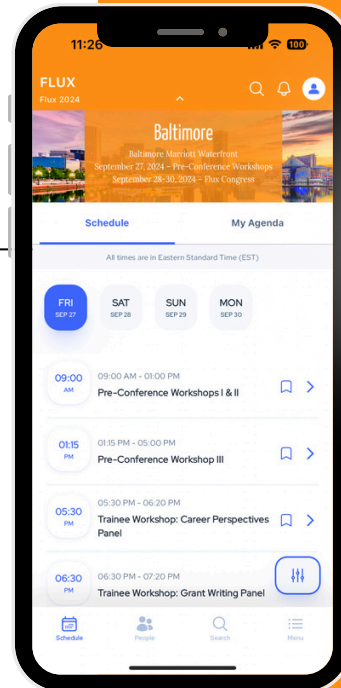 11:26
100
FLUX
Flux 2024
Baltimore
Baltimore Marriott Waterfront
September 27, 2024 – Pre-Conference Workshops
September 28-30, 2024 – Flux Congress
Schedule
My Agenda
All times are in Eastern Standard Time (EST)
FRI
SEP 27
SAT
SEP 28
SUN
SEP 29
MON
SEP 30
09:00
AM
09:00 AM - 01:00 PM
Pre-Conference Workshops I & II
01:15
PM
01:15 PM - 05:00 PM
Pre-Conference Workshop III
05:30
PM
05:30 PM - 06:20 PM
Trainee Workshop: Career Perspectives
Panel
06:30
PM
06:30 PM - 07:20 PM
Trainee Workshop: Grant Writing Panel
Schedule
People
Search
Menu